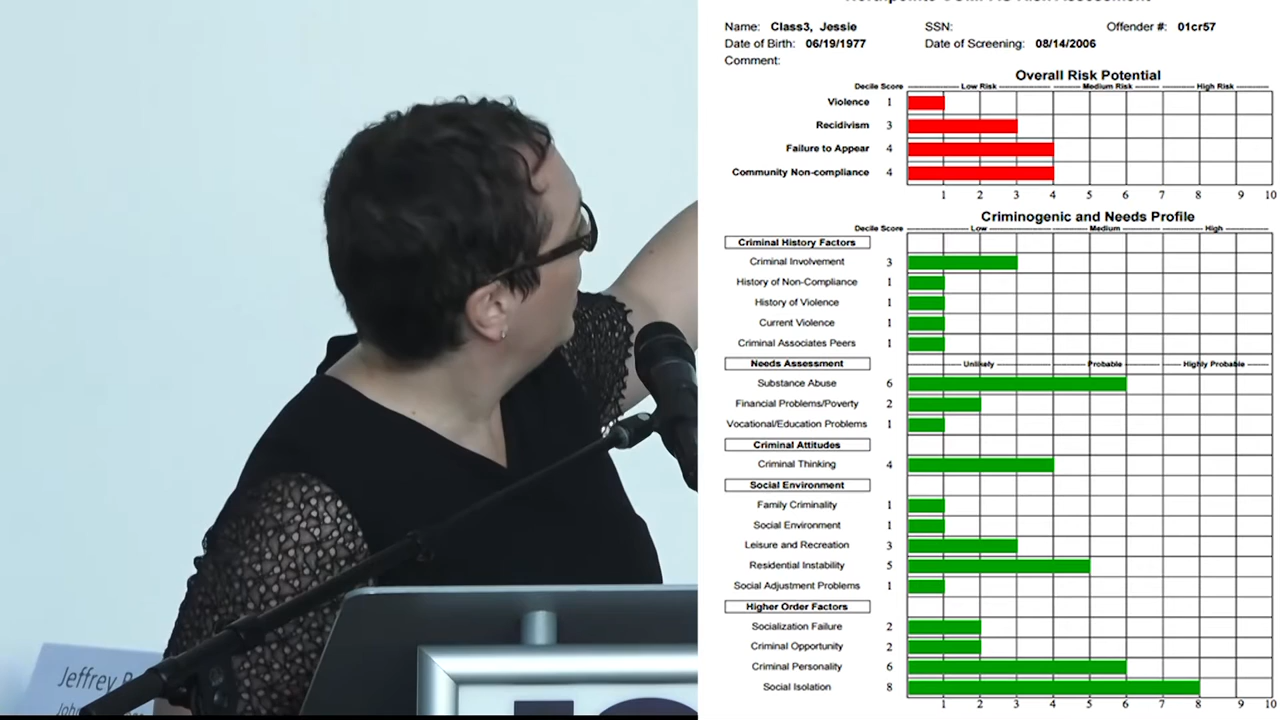 Name: Class3, Jessie SSN: Offender #: 01cr57
Date of Birth: 06/19/1977 Date of Screening: 08/14/2006
Comment:
Overall Risk Potential
Decile Score Low Risk Medium Risk High Risk
Violence 1
Recidivism 3
Failure to Appear 4
Community Non-compliance 4
1 2 3 4 5 6 7 8 9 10
Criminogenic and Needs Profile
Decile Score Low Medium High
Criminal History Factors
Criminal Involvement 3
History of Non-Compliance 1
History of Violence 1
Current Violence 1
Criminal Associates Peers 1
Needs Assessment Unlikely Probable Highly Probable
Substance Abuse 6
Financial Problems/Poverty 2
Vocational/Education Problems 1
Criminal Attitudes
Criminal Thinking 4
Social Environment
Family Criminality 1
Social Environment 1
Leisure and Recreation 3
Residential Instability 5
Social Adjustment Problems 1
Higher Order Factors
Socialization Failure 2
Criminal Opportunity 2
Criminal Personality 6
Social Isolation 8
1 2 3 4 5 6 7 8 9 10
Jeffrey